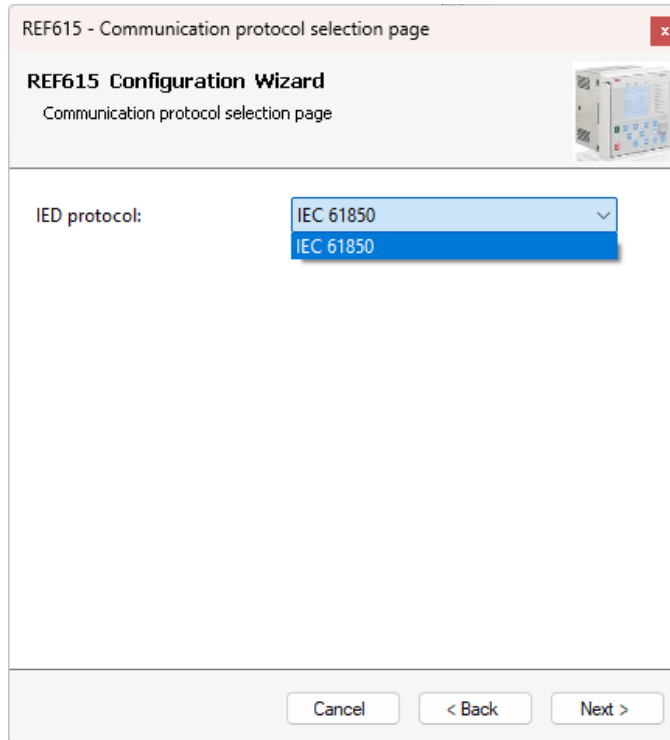 REF615 - Communication protocol selection page
x
REF615 Configuration Wizard
Communication protocol selection page
IED protocol:
IEC 61850
IEC 61850
Cancel
< Back
Next >